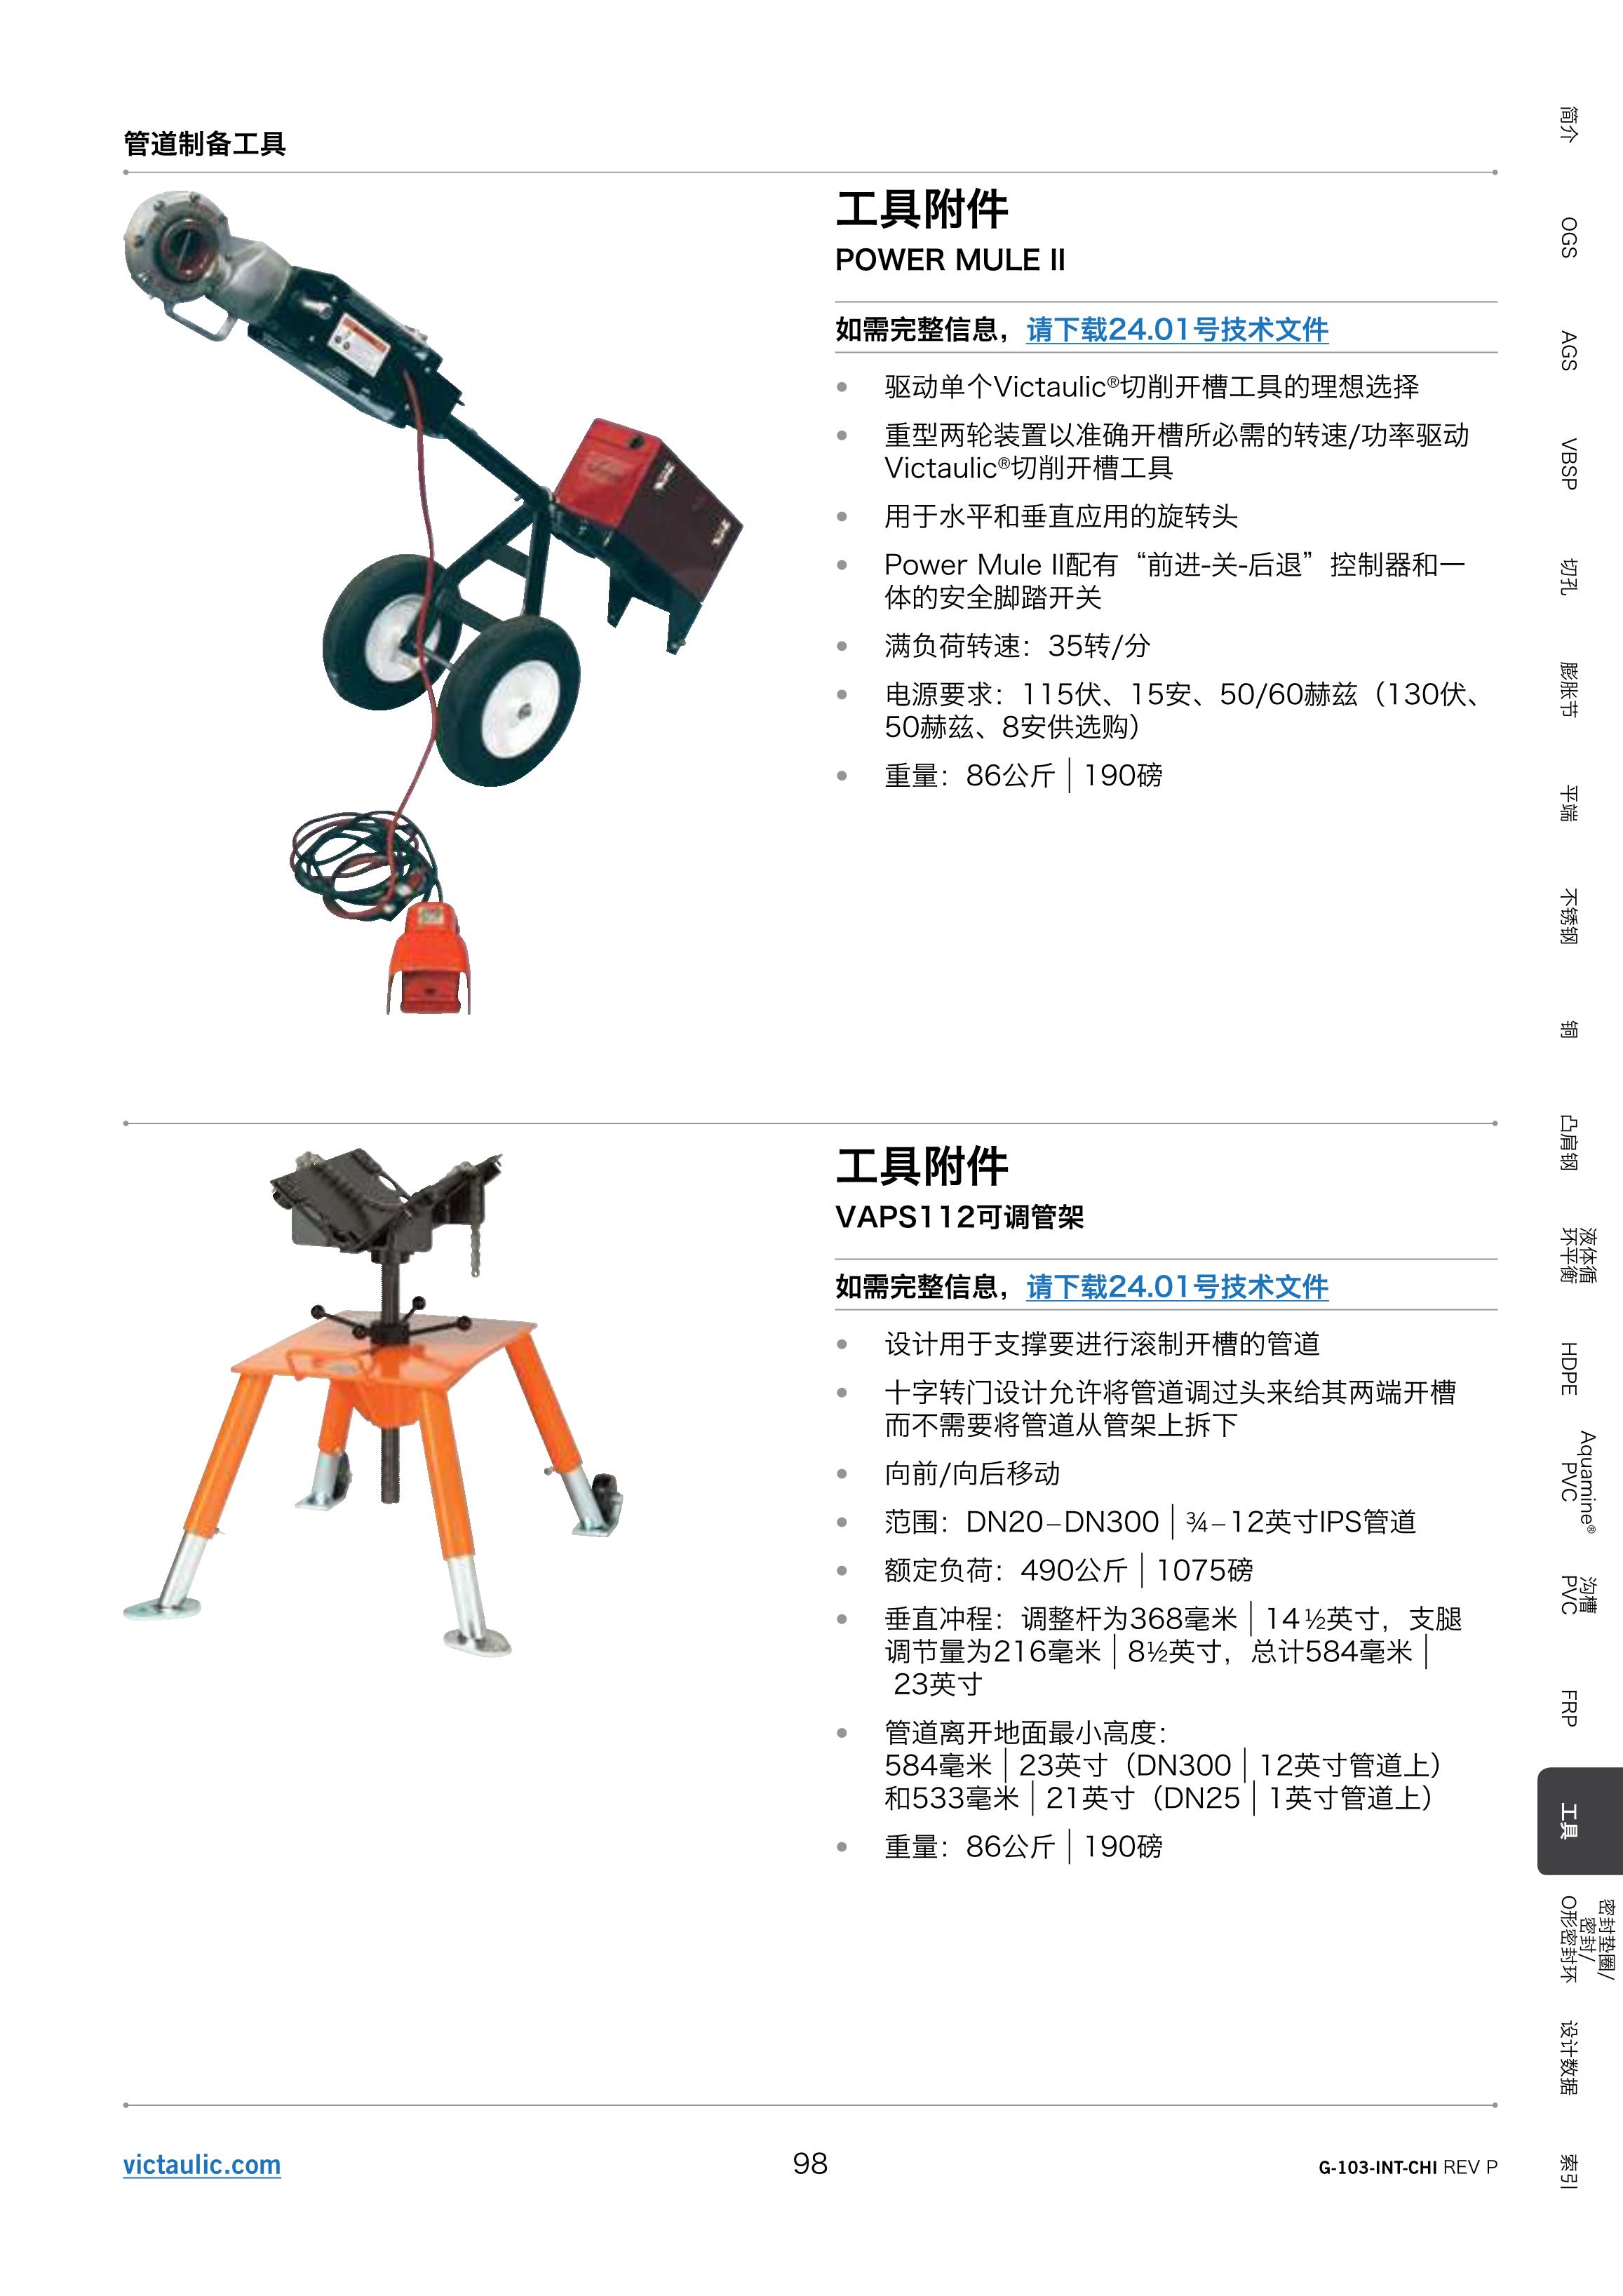 管道制备工具
工具附件
POWER MULE II
如需完整信息，请下载24.01号技术文件
• 驱动单个Victaulic®切削开槽工具的理想选择
• 重型两轮装置以准确开槽所必需的转速/功率驱动
Victaulic®切削开槽工具
• 用于水平和垂直应用的旋转头
• Power Mule II配有“前进-关-后退”控制器和一
体的安全脚踏开关
• 满负荷转速：35转/分
• 电源要求：115伏、15安、50/60赫兹（130伏、
50赫兹、8安供选购）
• 重量：86公斤 | 190磅
工具附件
VAPS112可调管架
如需完整信息，请下载24.01号技术文件
• 设计用于支撑要进行滚制开槽的管道
• 十字转门设计允许将管道调过头来给其两端开槽
而不需要将管道从管架上拆下
• 向前/向后移动
• 范围：DN20–DN300 | ¾–12英寸IPS管道
• 额定负荷：490公斤 | 1075磅
• 垂直冲程：调整杆为368毫米 | 14 ½英寸，支腿
调节量为216毫米 | 8½英寸，总计584毫米 |
23英寸
• 管道离开地面最小高度：
584毫米 | 23英寸（DN300 | 12英寸管道上）
和533毫米 | 21英寸（DN25 | 1英寸管道上）
• 重量：86公斤 | 190磅
简介
OGS
AGS
VBSP
切孔
膨胀节
平端
不锈钢
铜
凸肩钢
液体循
环平衡
HDPE
Aquamine®
PVC
沟槽
PVC
FRP
工具
密封垫圈/
密封/
O形密封环
设计数据
索引
victaulic.com
98
G-103-INT-CHI REV P